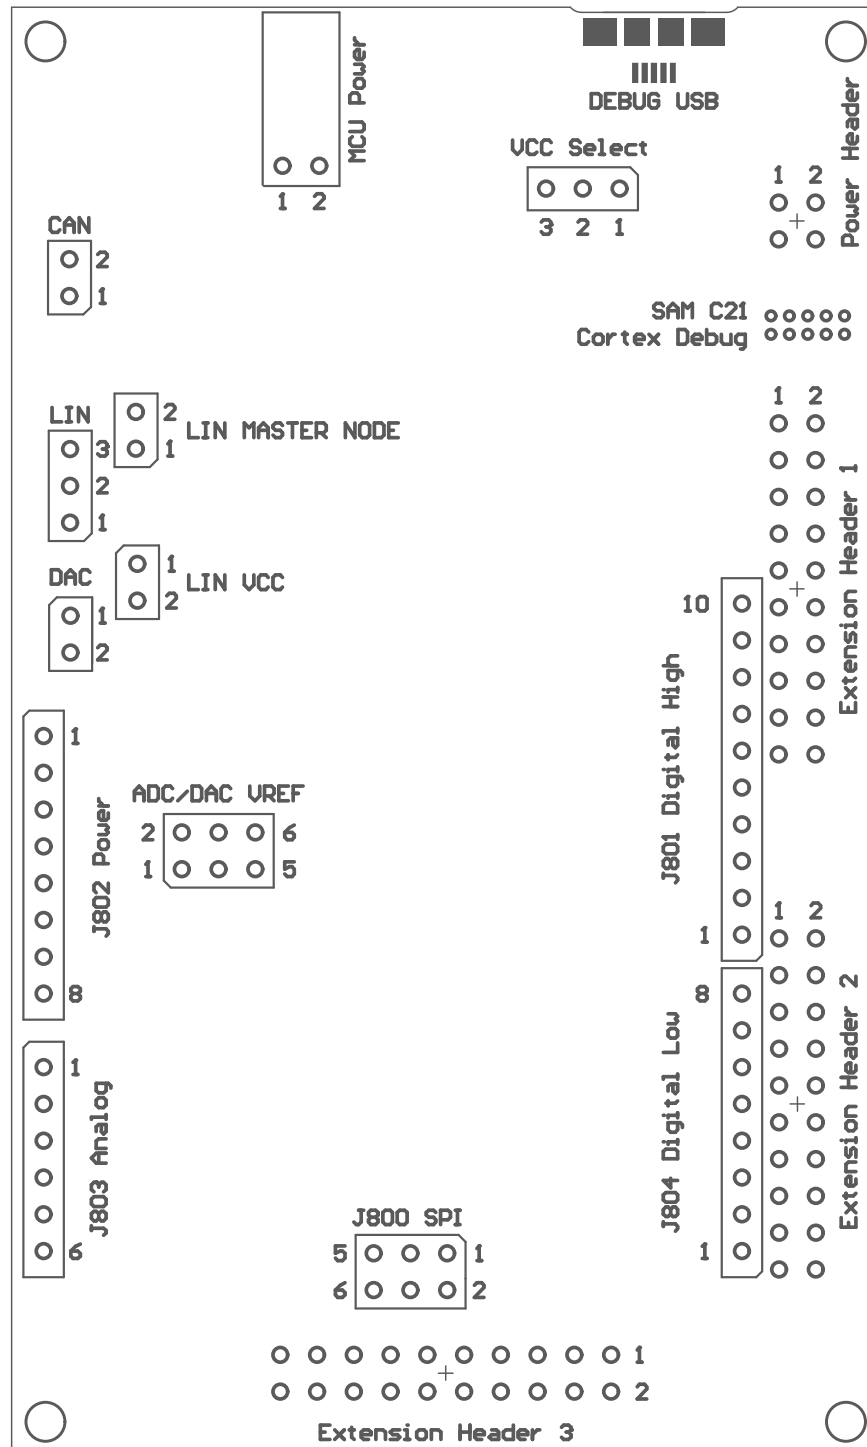 DEBUG USB
MCU Power
1 2
VCC Select
3 2 1
Power Header
1 2
CAN
2
1
SAM C21
Cortex Debug
LIN
3
2
1
2
1
LIN MASTER NODE
Extension Header 1
1 2
DAC
1
2
1
2
LIN VCC
10
J801 Digital High
1
1
J802 Power
8
ADC/DAC VREF
2 6
1 5
1 2
Extension Header 2
8
J804 Digital Low
1
1
J803 Analog
6
J800 SPI
5 1
6 2
1
2
Extension Header 3